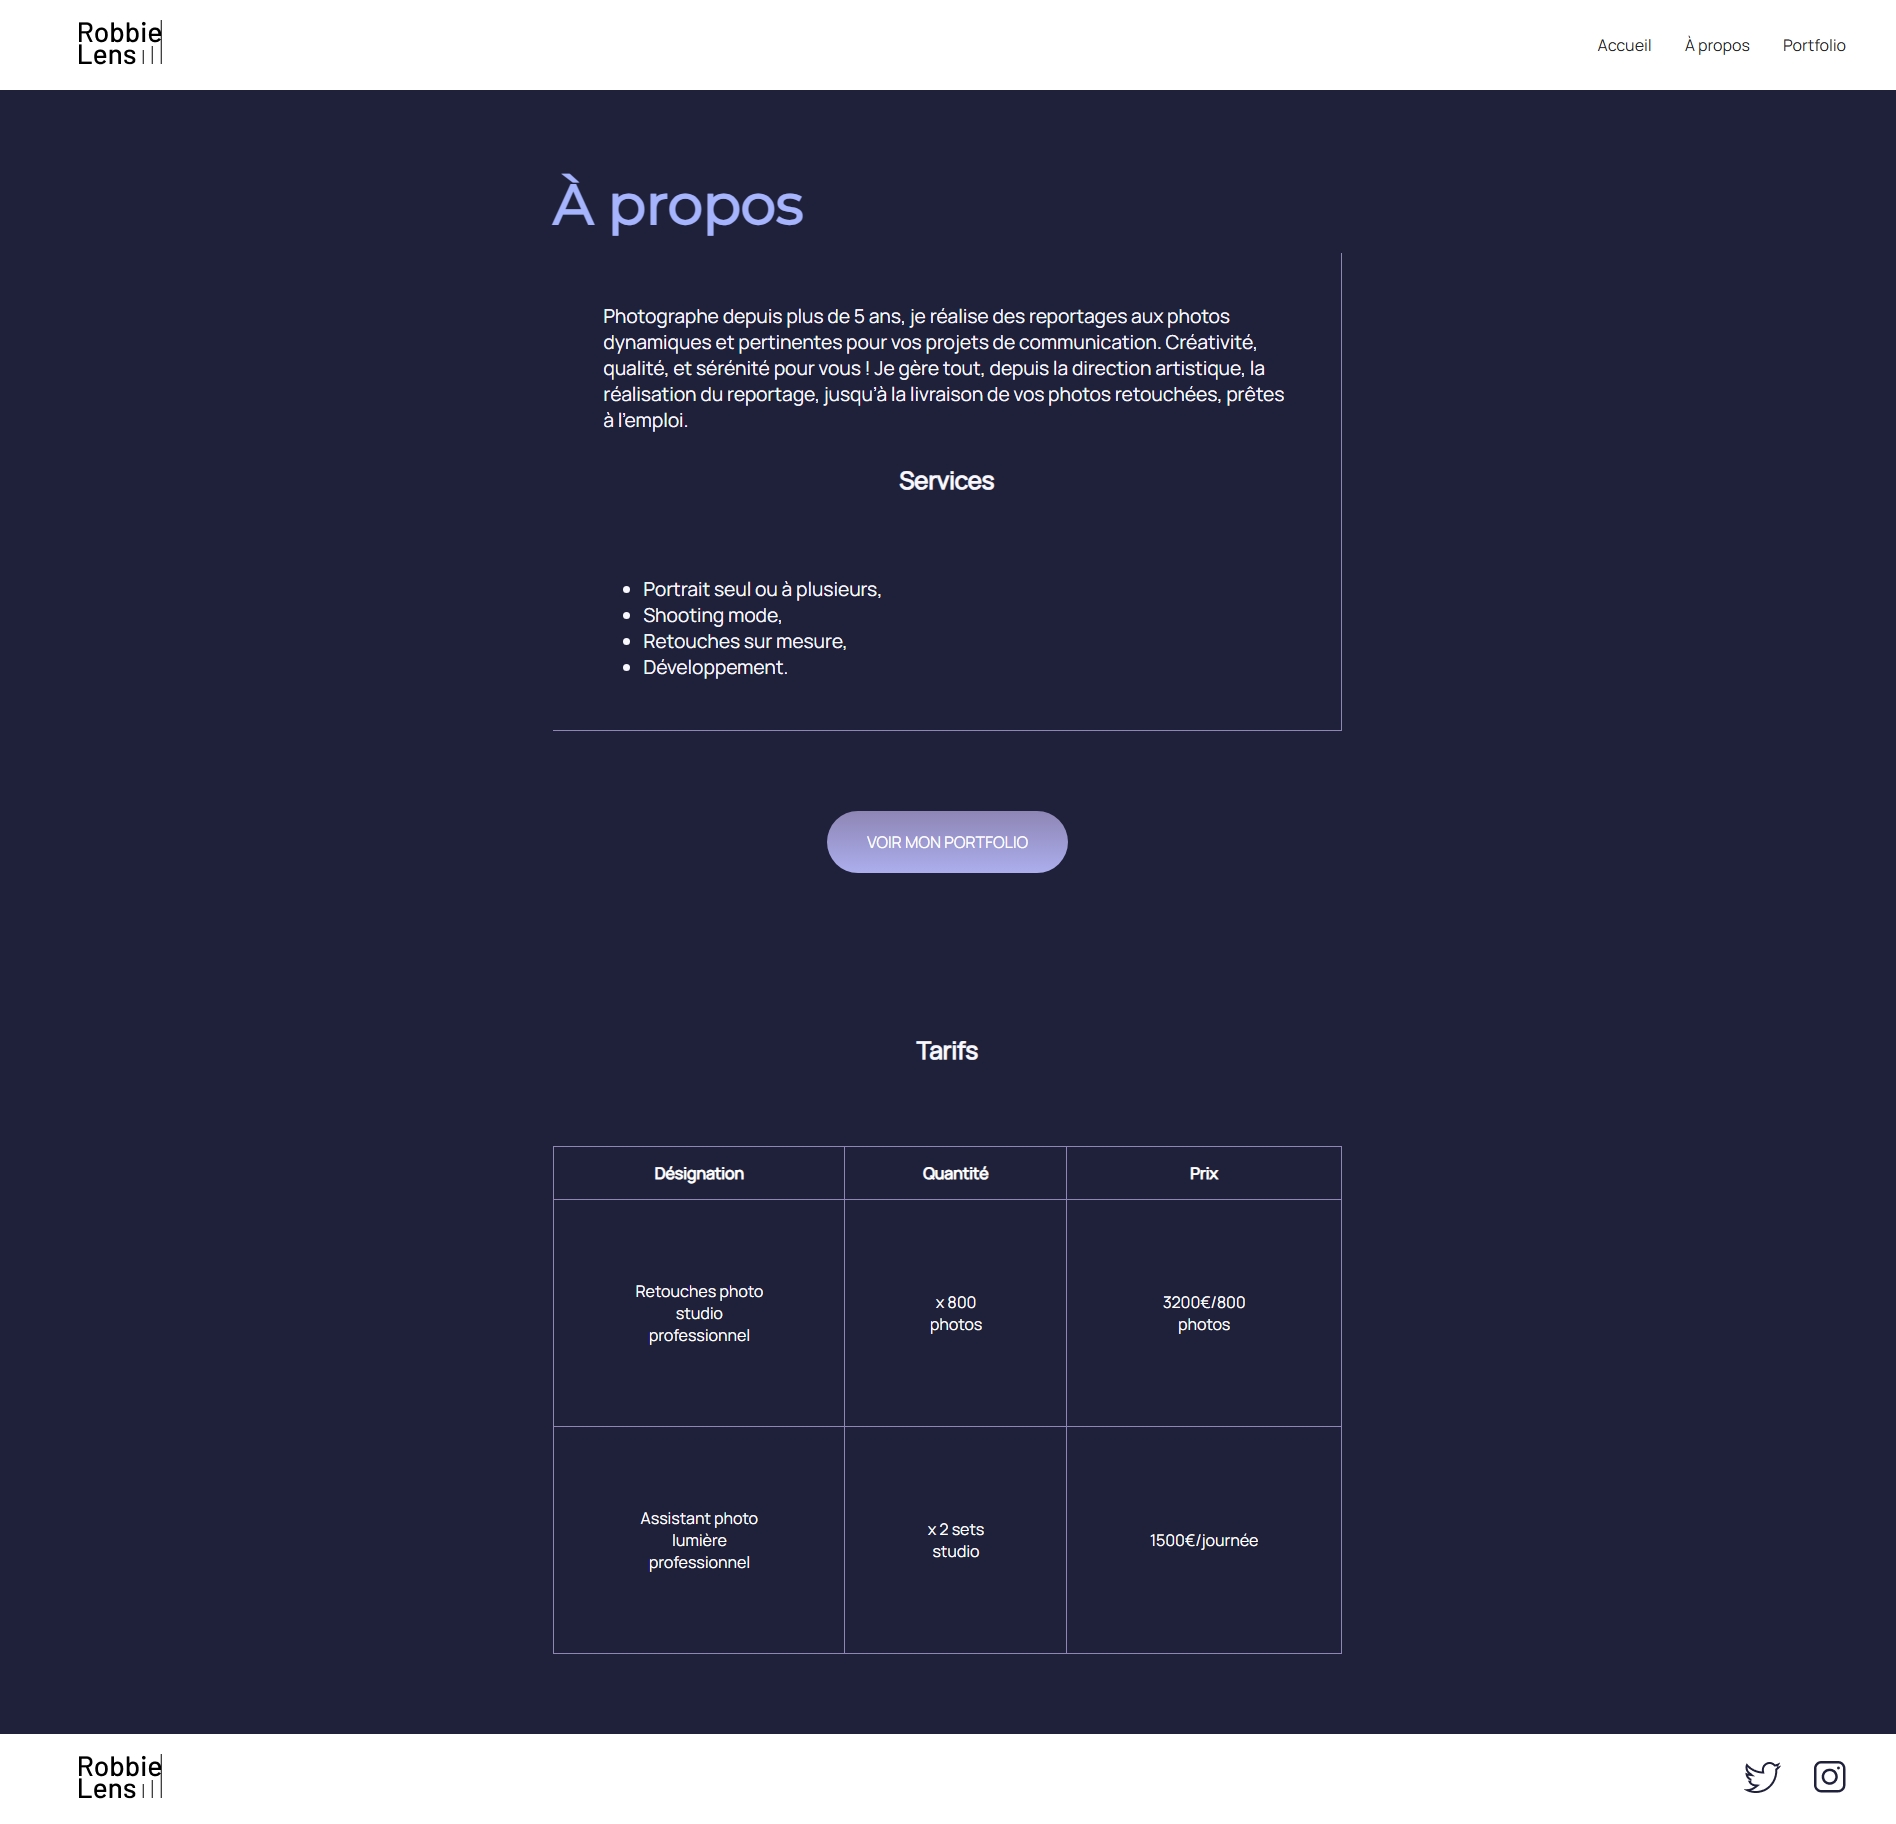 Robbie
Lens
Accueil À propos Portfolio
À propos
Photographe depuis plus de 5 ans, je réalise des reportages aux photos
dynamiques et pertinentes pour vos projets de communication. Créativité,
qualité, et sérénité pour vous ! Je gère tout, depuis la direction artistique, la
réalisation du reportage, jusqu’à la livraison de vos photos retouchées, prêtes
à l’emploi.
Services
• Portrait seul ou à plusieurs,
• Shooting mode,
• Retouches sur mesure,
• Développement.
VOIR MON PORTFOLIO
Tarifs
Désignation Quantité Prix
Retouches photo
studio
professionnel
x 800
photos
3200€/800
photos
Assistant photo
lumière
professionnel
x 2 sets
studio
1500€/journée
Robbie
Lens